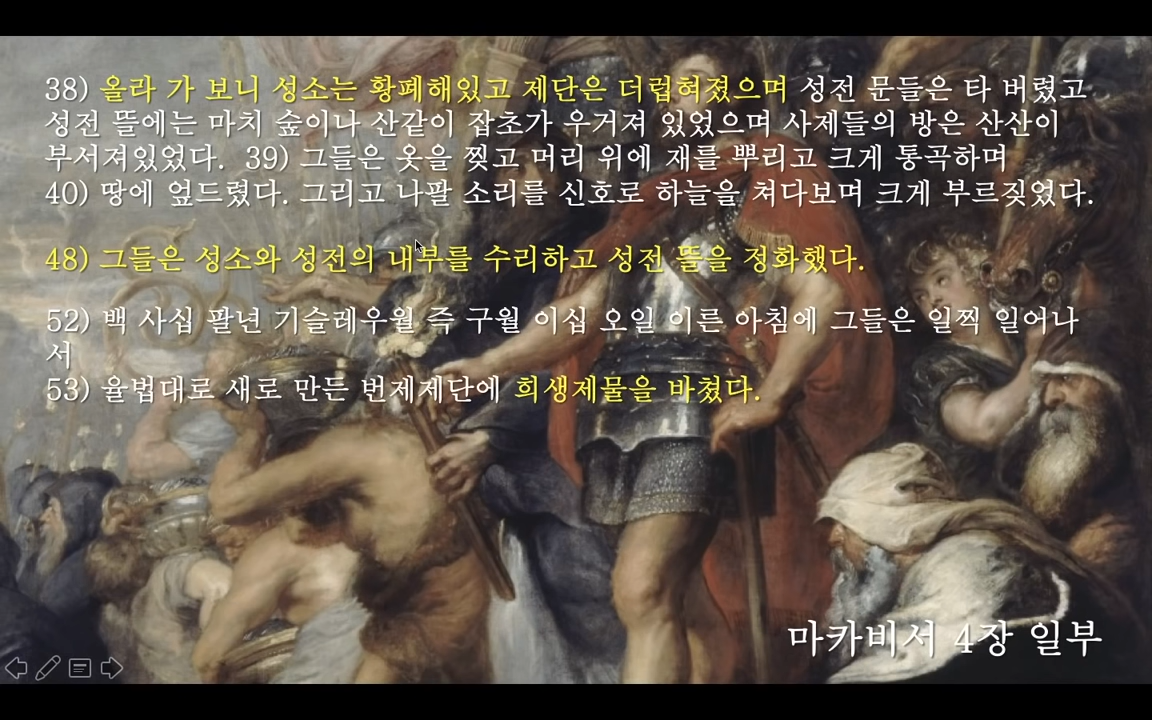 38) 올라 가 보니 성소는 황폐해있고 제단은 더럽혀졌으며 성전 문들은 타 버렸고
성전 뜰에는 마치 숲이나 산같이 잡초가 우거져 있었으며 사제들의 방은 산산이
부서져있었다. 39) 그들은 옷을 찢고 머리 위에 재를 뿌리고 크게 통곡하며
40) 땅에 엎드렸다. 그리고 나팔 소리를 신호로 하늘을 쳐다보며 크게 부르짖었다.
48) 그들은 성소와 성전의 내부를 수리하고 성전 뜰을 정화했다.
52) 백 사십 팔년 기슬레우월 즉 구월 이십 오일 이른 아침에 그들은 일찍 일어나
서
53) 율법대로 새로 만든 번제제단에 희생제물을 바쳤다.
마카비서 4장 일부